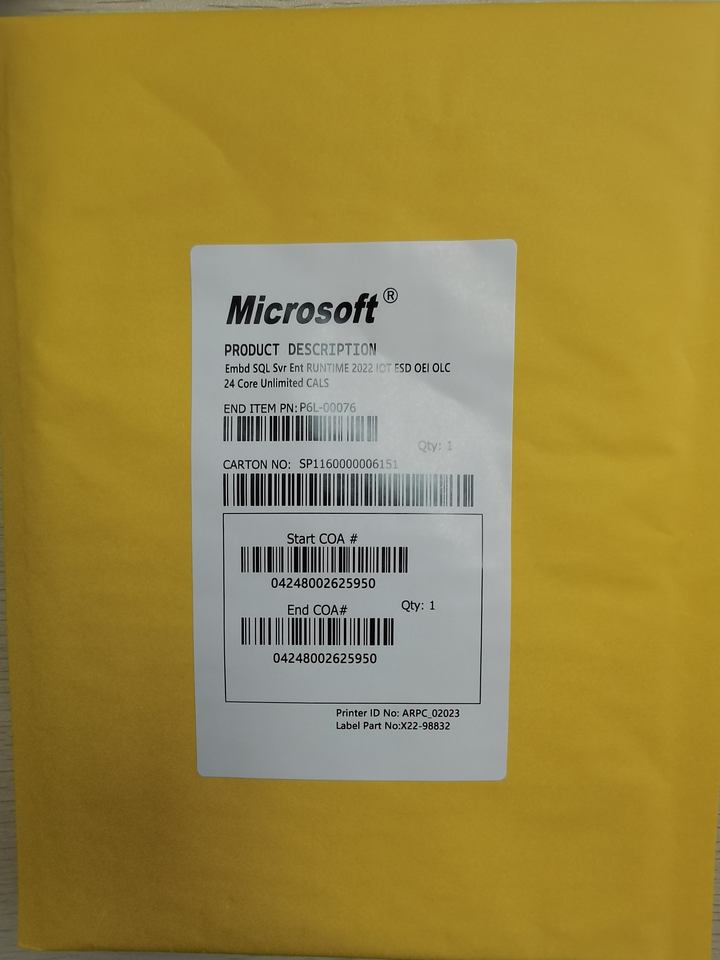 Microsoft®
PRODUCT DESCRIPTION
Embd SQL Svr Ent RUNTIME 2022 IOT ESD OEI OLC
24 Core Unlimited CALS
END ITEM PN:P6L-00076
Qty: 1
CARTON NO: SP1160000006151
Start COA #
04248002625950
End COA#
Qty: 1
04248002625950
Printer ID No: ARPC_02023
Label Part No:X22-98832